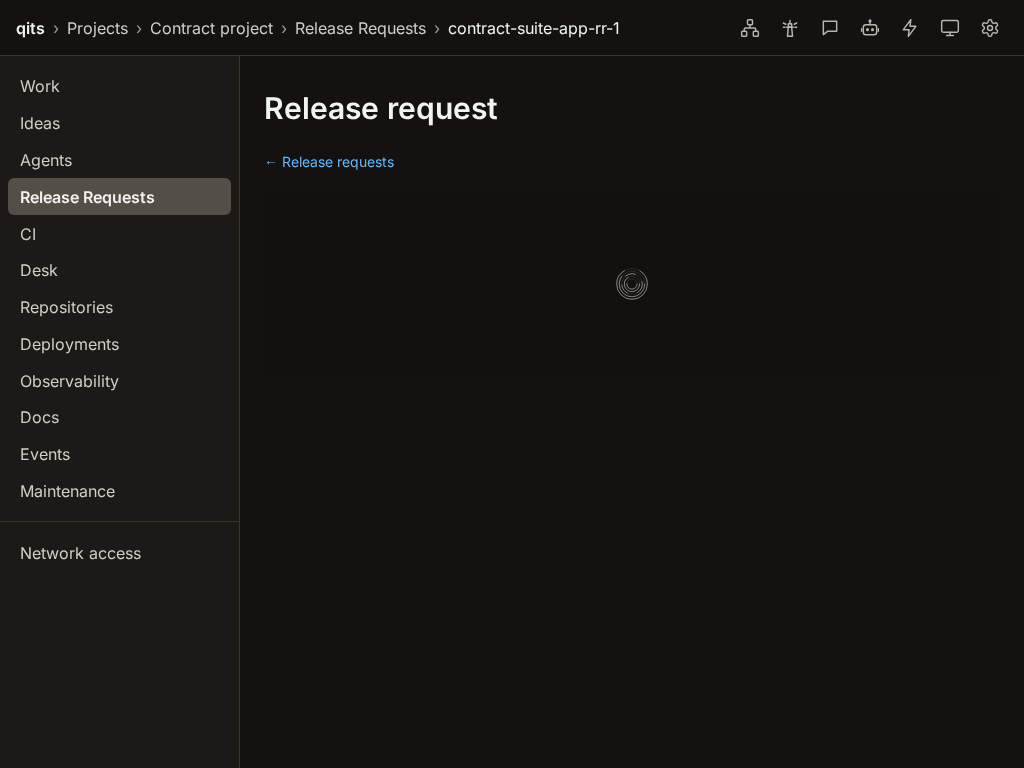 qits › Projects › Contract project › Release Requests › contract-suite-app-rr-1
Work
Ideas
Agents
Release Requests
CI
Desk
Repositories
Deployments
Observability
Docs
Events
Maintenance
Network access
Release request
← Release requests